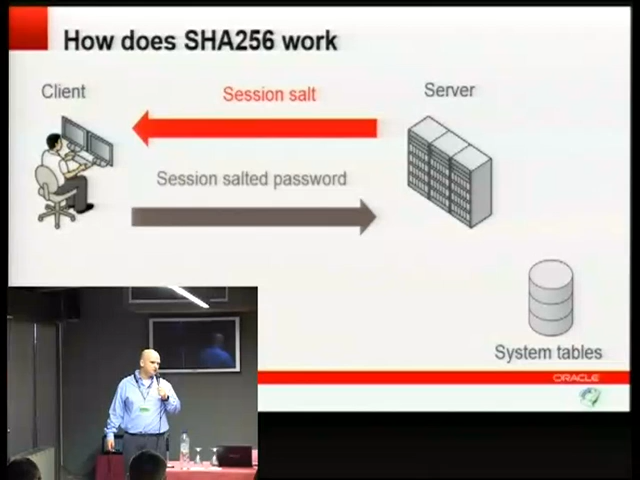 How does SHA256 work
Client
Session salt
Server
Session salted password
System tables
ORACLE